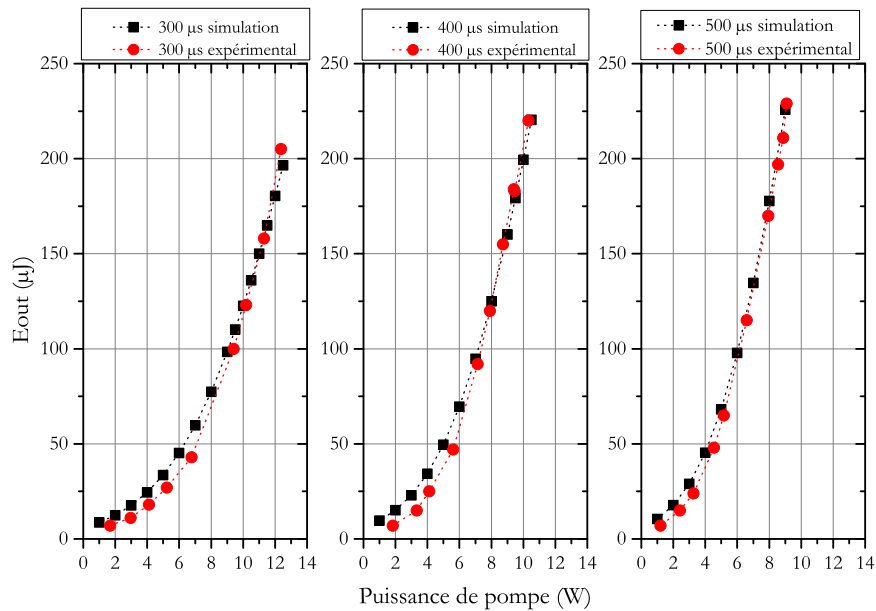 300 μs simulation
300 μs expérimental
400 μs simulation
400 μs expérimental
500 μs simulation
500 μs expérimental
250
200
150
100
50
0
0 2 4 6 8 10 12 14
250
200
150
100
50
0
0 2 4 6 8 10 12 14
250
200
150
100
50
0
0 2 4 6 8 10 12 14
Eout (μJ)
Puissance de pompe (W)